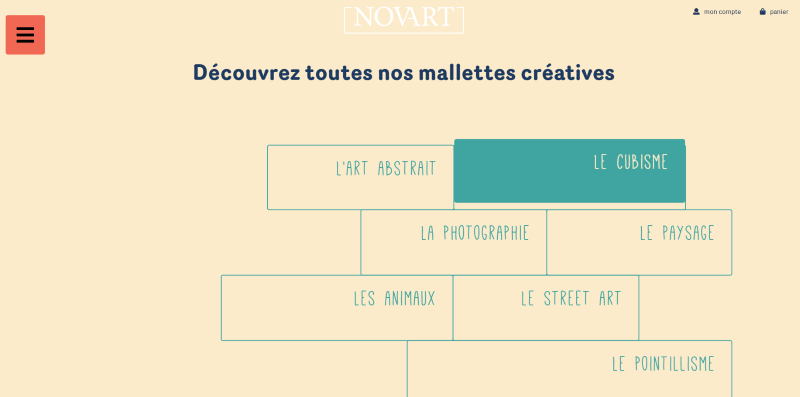 NOVART
mon compte panier
Découvrez toutes nos mallettes créatives
L'ART ABSTRAIT LE CUBISME
LA PHOTOGRAPHIE LE PAYSAGE
LES ANIMAUX LE STREET ART
LE POINTILLISME